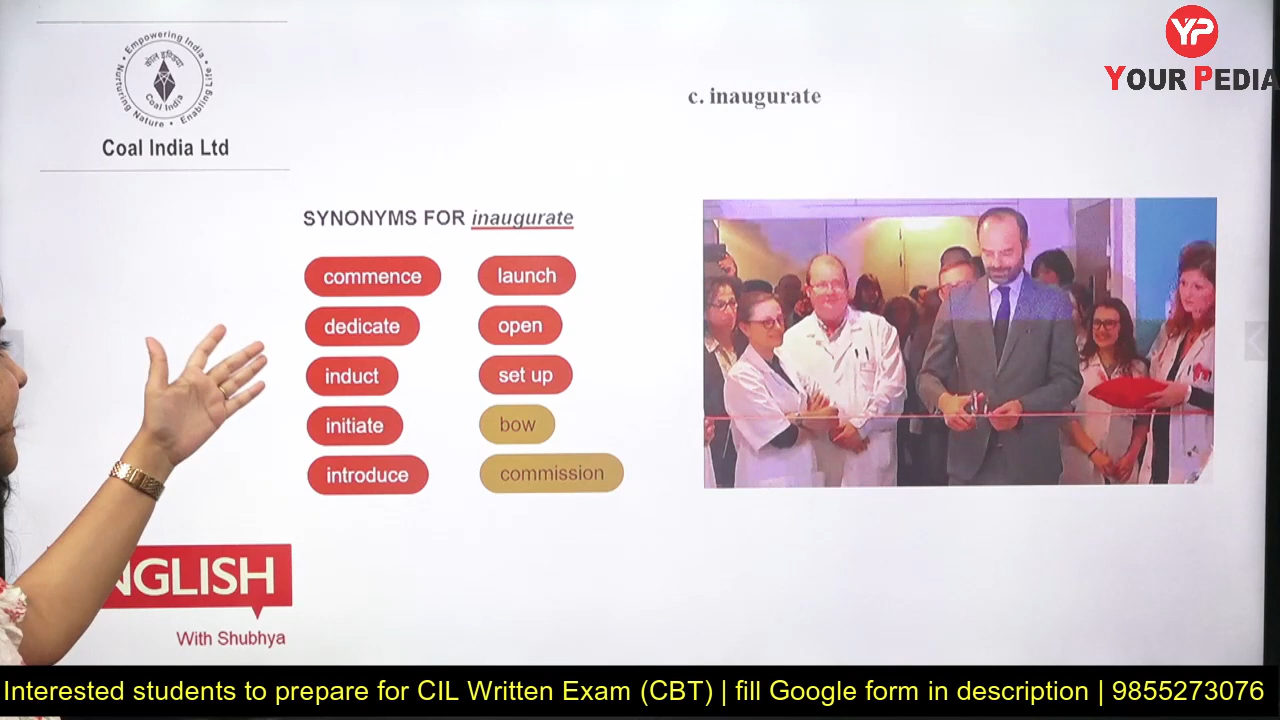 Empowering India
Nurturing Nature • Enabling Life
कोल इण्डिया
Coal India
Coal India Ltd
YP
YOUR PEDIA
c. inaugurate
SYNONYMS FOR inaugurate
commence
launch
dedicate
open
induct
set up
initiate
bow
introduce
commission
NGLISH
With Shubhya
Interested students to prepare for CIL Written Exam (CBT) | fill Google form in description | 9855273076